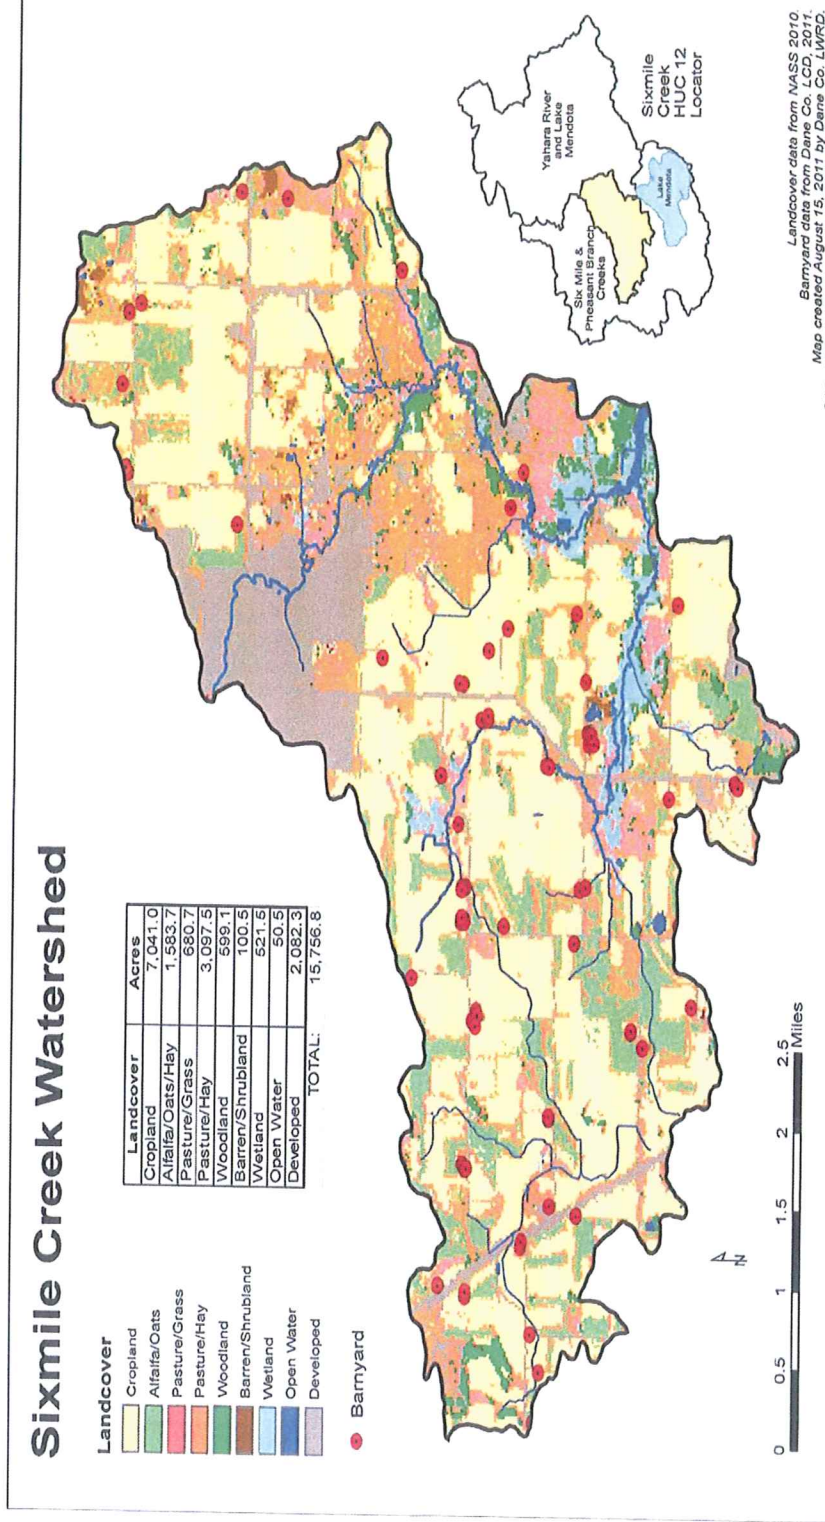 Sixmile Creek Watershed
Landcover
Cropland
Alfalfa/Oats
Pasture/Grass
Pasture/Hay
Woodland
Barren/Shrubland
Wetland
Open Water
Developed
Barnyard
Landcover Acres
Cropland 7,041.0
Alfalfa/Oats/Hay 1,583.7
Pasture/Grass 680.7
Pasture/Hay 3,097.5
Woodland 599.1
Barren/Shrubland 100.5
Wetland 521.5
Open Water 50.5
Developed 2,082.3
TOTAL: 15,756.8
N
0 0.5 1 1.5 2 2.5
Miles
Yahara River
and Lake
Mendota
Six Mile &
Pheasant Branch
Creeks
Lake
Mendota
Sixmile
Creek
HUC 12
Locator
Landcover data from NASS 2010.
Barnyard data from Dane Co. LCD, 2011.
Map created August 15, 2011 by Dane Co. LWRD.